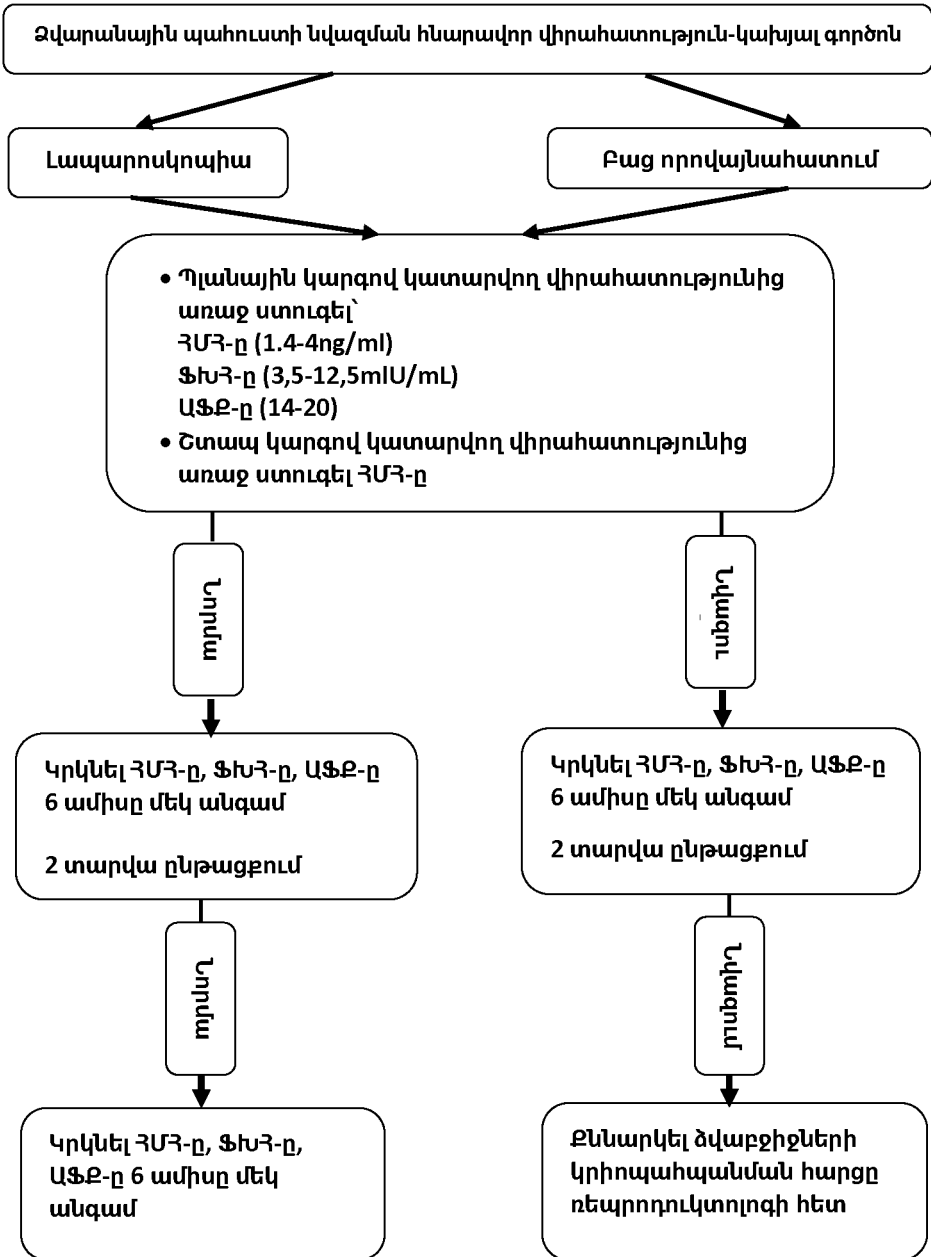 Ձվարանային պահուստի նվազման հնարավոր վիրահատություն-կախյալ գործոն
Լապարոսկոպիա
Բաց որովայնահատում
• Պլանային կարգով կատարվող վիրահատությունից
առաջ ստուգել՝
ՀՄՀ-ը (1.4-4ng/ml)
ՖԽՀ-ը (3,5-12,5mlU/mL)
ԱՖՔ-ը (14-20)
• Շտապ կարգով կատարվող վիրահատությունից
առաջ ստուգել ՀՄՀ-ը
Նորմա
Կրկնել ՀՄՀ-ը, ՖԽՀ-ը, ԱՖՔ-ը
6 ամիսը մեկ անգամ
2 տարվա ընթացքում
Կրկնել ՀՄՀ-ը, ՖԽՀ-ը, ԱՖՔ-ը
6 ամիսը մեկ անգամ
2 տարվա ընթացքում
Նորմա
Կրկնել ՀՄՀ-ը, ՖԽՀ-ը,
ԱՖՔ-ը 6 ամիսը մեկ
անգամ
Քննարկել ձվաբջիջների
կրիոպահպանման հարցը
ռեպրոդուկտոլոգի հետ